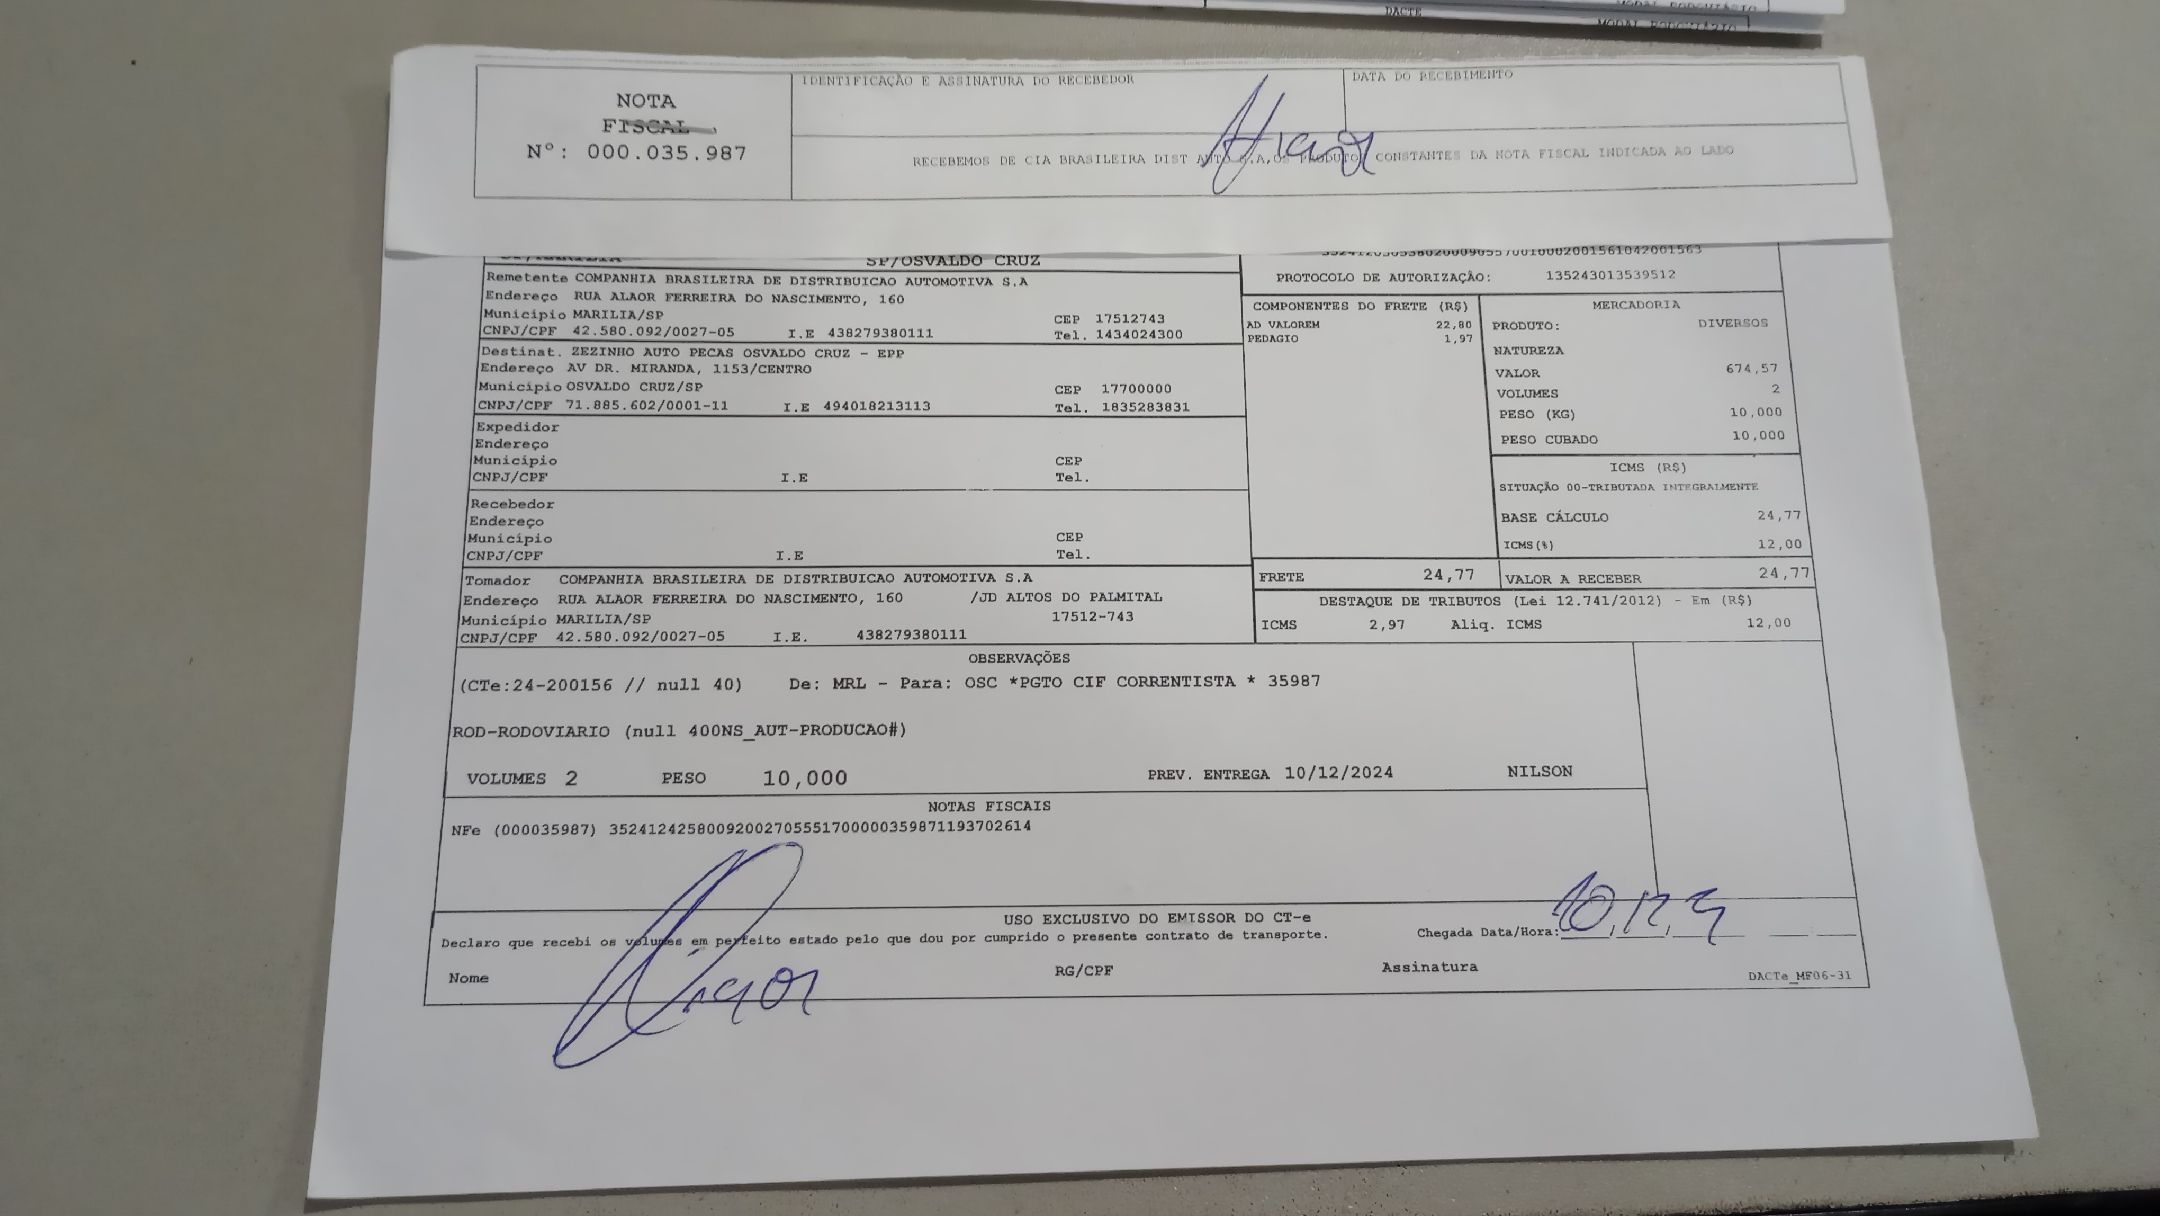 DACTE
NOTA
FISCAL
Nº: 000.035.987
IDENTIFICAÇÃO E ASSINATURA DO RECEBEDOR
DATA DO RECEBIMENTO
RECEBEMOS DE CIA BRASILEIRA DIST AUTO S.A,OS PRODUTO CONSTANTES DA NOTA FISCAL INDICADA AO LADO
SP/OSVALDO CRUZ
PROTOCOLO DE AUTORIZAÇÃO: 135243013539512
Remetente COMPANHIA BRASILEIRA DE DISTRIBUICAO AUTOMOTIVA S.A
Endereço RUA ALAOR FERREIRA DO NASCIMENTO, 160
Município MARILIA/SP CEP 17512743
CNPJ/CPF 42.580.092/0027-05 I.E 438279380111 Tel. 1434024300
Destinat. ZEZINHO AUTO PECAS OSVALDO CRUZ - EPP
Endereço AV DR. MIRANDA, 1153/CENTRO
Município OSVALDO CRUZ/SP CEP 17700000
CNPJ/CPF 71.885.602/0001-11 I.E 494018213113 Tel. 1835283831
Expedidor
Endereço
Município CEP
CNPJ/CPF I.E Tel.
Recebedor
Endereço
Município CEP
CNPJ/CPF I.E Tel.
Tomador COMPANHIA BRASILEIRA DE DISTRIBUICAO AUTOMOTIVA S.A
Endereço RUA ALAOR FERREIRA DO NASCIMENTO, 160 /JD ALTOS DO PALMITAL
Município MARILIA/SP 17512-743
CNPJ/CPF 42.580.092/0027-05 I.E. 438279380111
COMPONENTES DO FRETE (R$)
AD VALOREM 22,80
PEDAGIO 1,97
MERCADORIA
PRODUTO: DIVERSOS
NATUREZA
VALOR 674,57
VOLUMES 2
PESO (KG) 10,000
PESO CUBADO 10,000
ICMS (R$)
SITUAÇÃO 00-TRIBUTADA INTEGRALMENTE
BASE CÁLCULO 24,77
ICMS(%) 12,00
FRETE 24,77 VALOR A RECEBER 24,77
DESTAQUE DE TRIBUTOS (Lei 12.741/2012) - Em (R$)
ICMS 2,97 Aliq. ICMS 12,00
OBSERVAÇÕES
(CTe:24-200156 // null 40) De: MRL - Para: OSC *PGTO CIF CORRENTISTA * 35987
ROD-RODOVIARIO (null 400NS_AUT-PRODUCAO#)
VOLUMES 2 PESO 10,000 PREV. ENTREGA 10/12/2024 NILSON
NOTAS FISCAIS
NFe (000035987) 35241242580092002705551700000359871193702614
USO EXCLUSIVO DO EMISSOR DO CT-e
Declaro que recebi os volumes em perfeito estado pelo que dou por cumprido o presente contrato de transporte.
Chegada Data/Hora:
Nome RG/CPF Assinatura
DACTe_MF06-31